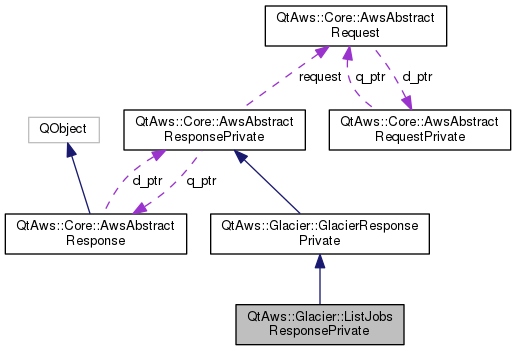 QtAws::Core::AwsAbstract
Request
request
q_ptr
d_ptr
QtAws::Core::AwsAbstract
ResponsePrivate
QtAws::Core::AwsAbstract
RequestPrivate
QObject
d_ptr
q_ptr
QtAws::Core::AwsAbstract
Response
QtAws::Glacier::GlacierResponse
Private
QtAws::Glacier::ListJobs
ResponsePrivate